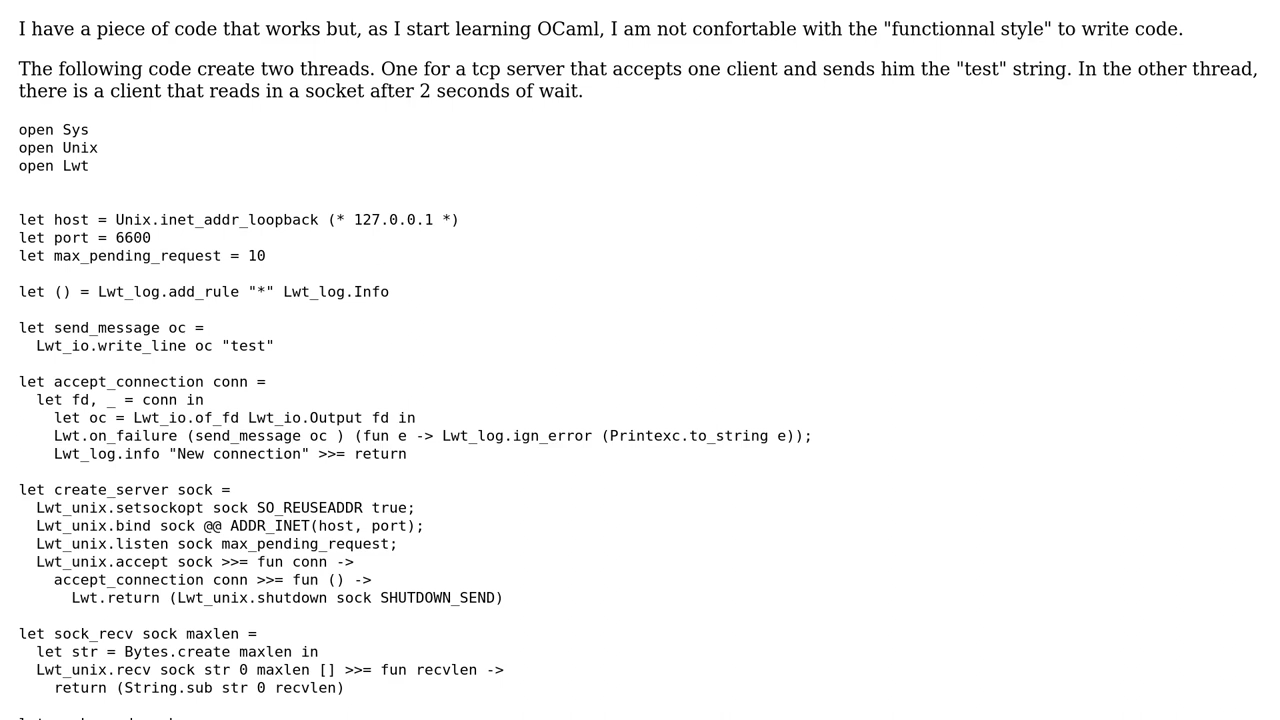 I have a piece of code that works but, as I start learning OCaml, I am not confortable with the "functionnal style" to write code.
The following code create two threads. One for a tcp server that accepts one client and sends him the "test" string. In the other thread,
there is a client that reads in a socket after 2 seconds of wait.
open Sys
open Unix
open Lwt
let host = Unix.inet_addr_loopback (* 127.0.0.1 *)
let port = 6600
let max_pending_request = 10
let () = Lwt_log.add_rule "*" Lwt_log.Info
let send_message oc =
  Lwt_io.write_line oc "test"
let accept_connection conn =
  let fd, _ = conn in
    let oc = Lwt_io.of_fd Lwt_io.Output fd in
    Lwt.on_failure (send_message oc ) (fun e -> Lwt_log.ign_error (Printexc.to_string e));
    Lwt_log.info "New connection" >>= return
let create_server sock =
  Lwt_unix.setsockopt sock SO_REUSEADDR true;
  Lwt_unix.bind sock @@ ADDR_INET(host, port);
  Lwt_unix.listen sock max_pending_request;
  Lwt_unix.accept sock >>= fun conn ->
    accept_connection conn >>= fun () ->
      Lwt.return (Lwt_unix.shutdown sock SHUTDOWN_SEND)
let sock_recv sock maxlen =
  let str = Bytes.create maxlen in
  Lwt_unix.recv sock str 0 maxlen [] >>= fun recvlen ->
    return (String.sub str 0 recvlen)